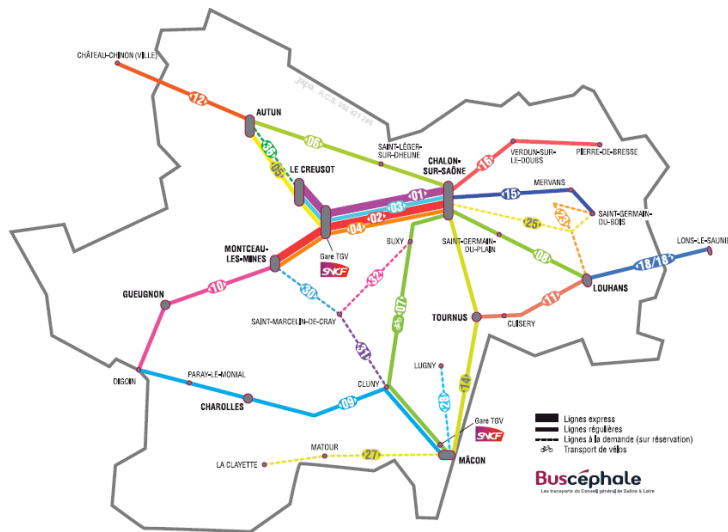 CHÂTEAU-CHINON (VILLE)
12
AUTUN
36
05
06
SAINT-LÉGER-
SUR-DHEUNE
LE CREUSOT
CHALON-
SUR-SAÔNE
01
03
02
04
Gare TGV
SNCF
16
VERDUN-SUR-
LE DOUBS
PIERRE-DE-BRESSE
15
MERVANS
25
SAINT-GERMAIN-
DU-BOIS
SAINT-GERMAIN-
DU-PLAIN
08
LONS-LE-SAUNIE
18/18
LOUHANS
11
CUISERY
TOURNUS
14
MONTCEAU-
LES-MINES
10
GUEUGNON
30
32
BUXY
SAINT-MARCELIN-DE-CRAY
31
07
DIGOIN
PARAY-LE-MONIAL
CHAROLLES
09
CLUNY
LUGNY
Gare TGV
SNCF
MÂCON
27
MATOUR
LA CLAYETTE
Lignes express
Lignes régulières
Lignes à la demande (sur réservation)
Transport de vélos
Buscéphale
Les transports du Conseil général de Saône & Loire